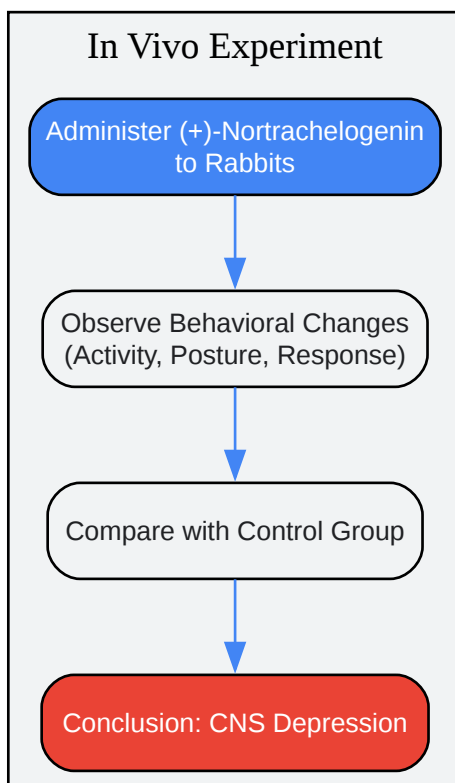 In Vivo Experiment
Administer (+)-Nortrachelogenin
to Rabbits
Observe Behavioral Changes
(Activity, Posture, Response)
Compare with Control Group
Conclusion: CNS Depression